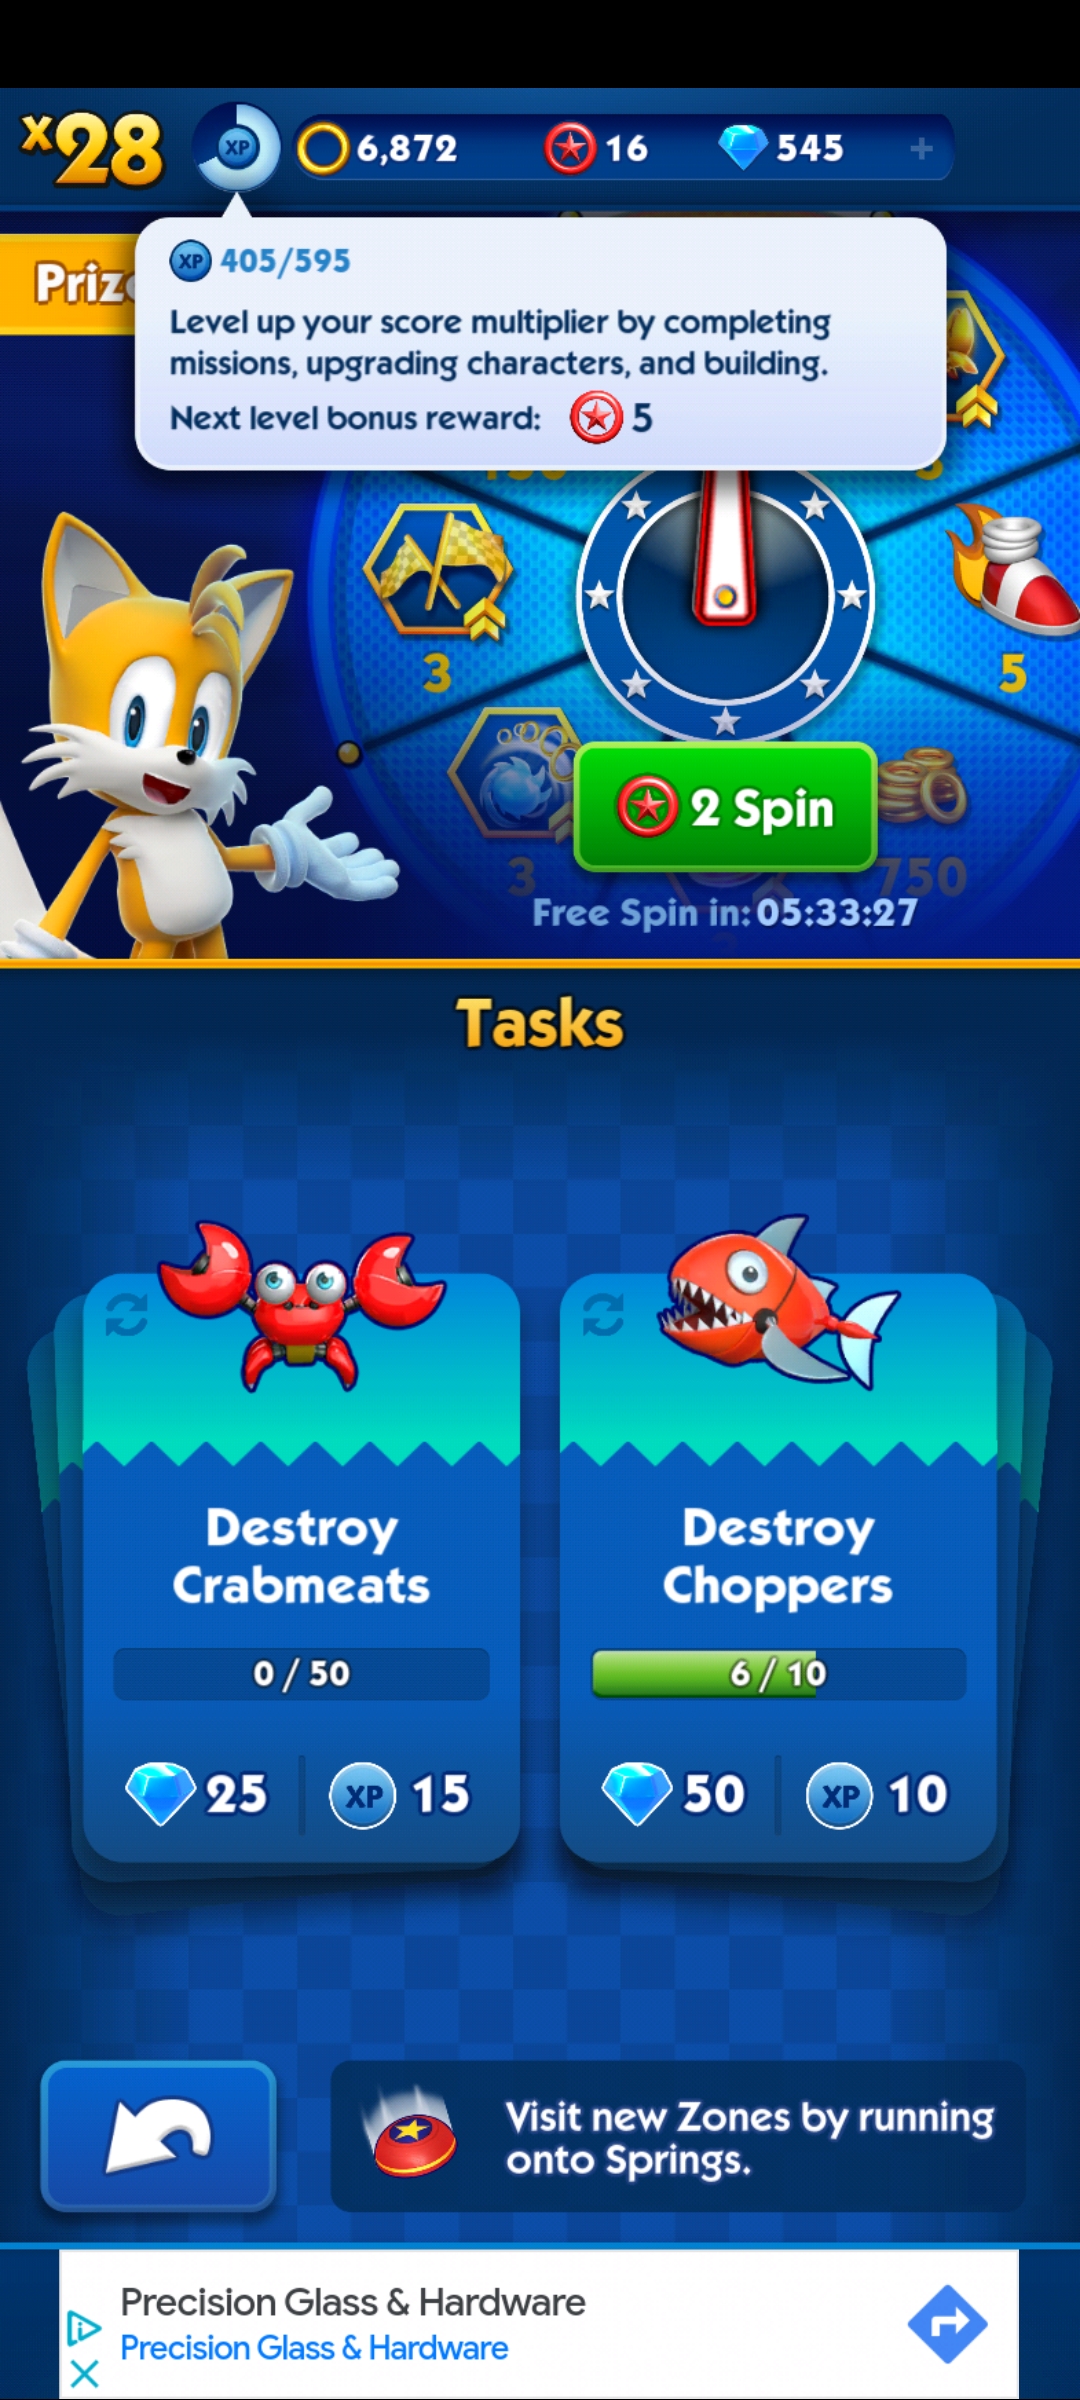 x28
XP
6,872
16
545
+
Prize
XP 405/595
Level up your score multiplier by completing
missions, upgrading characters, and building.
Next level bonus reward: 5
3
5
3
750
2 Spin
Free Spin in: 05:33:27
Tasks
Destroy
Crabmeats
0 / 50
25
XP 15
Destroy
Choppers
6 / 10
50
XP 10
Visit new Zones by running
onto Springs.
Precision Glass & Hardware
Precision Glass & Hardware